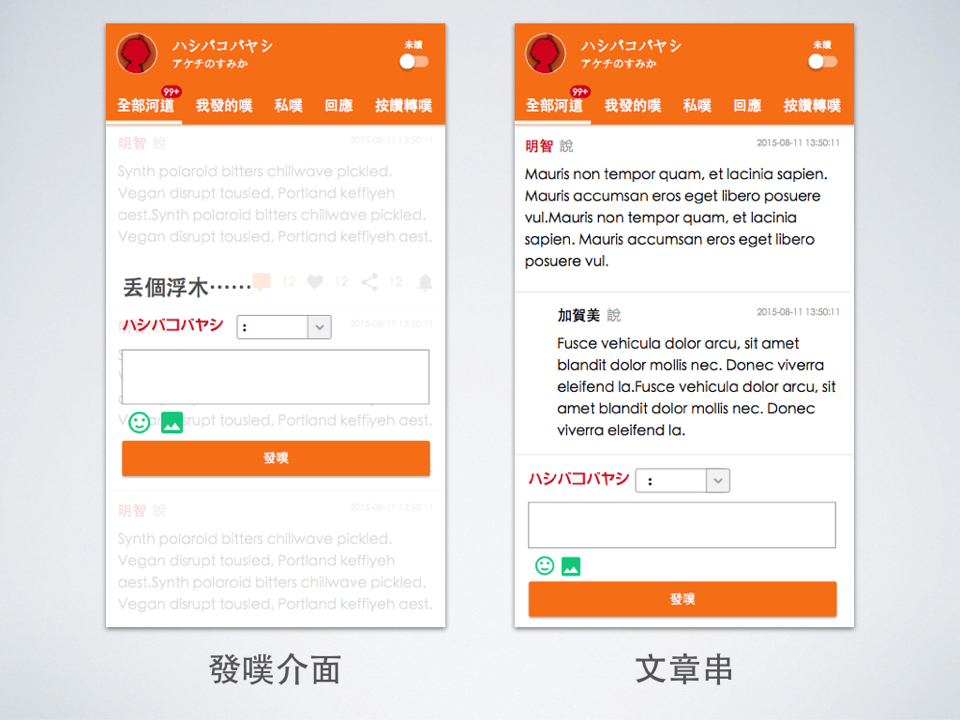 ハシバコバヤシ
アケチのすみか
未讀
99+
全部河道 我發的噗 私噗 回應 按讚轉噗
明智 說 2015-08-11 13:50:11
Synth polaroid bitters chillwave pickled.
Vegan disrupt tousled, Portland keffiyeh
aest.Synth polaroid bitters chillwave pickled.
Vegan disrupt tousled, Portland keffiyeh aest.
丟個浮木⋯⋯ 12 12 12
ハシバコバヤシ : 2015-08-11 13:50:11
disrupt tousled, Portland keffiyeh aest.
發噗
明智 說 2015-08-11 13:50:11
Synth polaroid bitters chillwave pickled.
Vegan disrupt tousled, Portland keffiyeh
aest.Synth polaroid bitters chillwave pickled.
Vegan disrupt tousled, Portland keffiyeh aest.
發噗介面
ハシバコバヤシ
アケチのすみか
未讀
99+
全部河道 我發的噗 私噗 回應 按讚轉噗
明智 說 2015-08-11 13:50:11
Mauris non tempor quam, et lacinia sapien.
Mauris accumsan eros eget libero posuere
vul.Mauris non tempor quam, et lacinia
sapien. Mauris accumsan eros eget libero
posuere vul.
加賀美 說 2015-08-11 13:50:11
Fusce vehicula dolor arcu, sit amet
blandit dolor mollis nec. Donec viverra
eleifend la.Fusce vehicula dolor arcu, sit
amet blandit dolor mollis nec. Donec
viverra eleifend la.
ハシバコバヤシ :
發噗
文章串